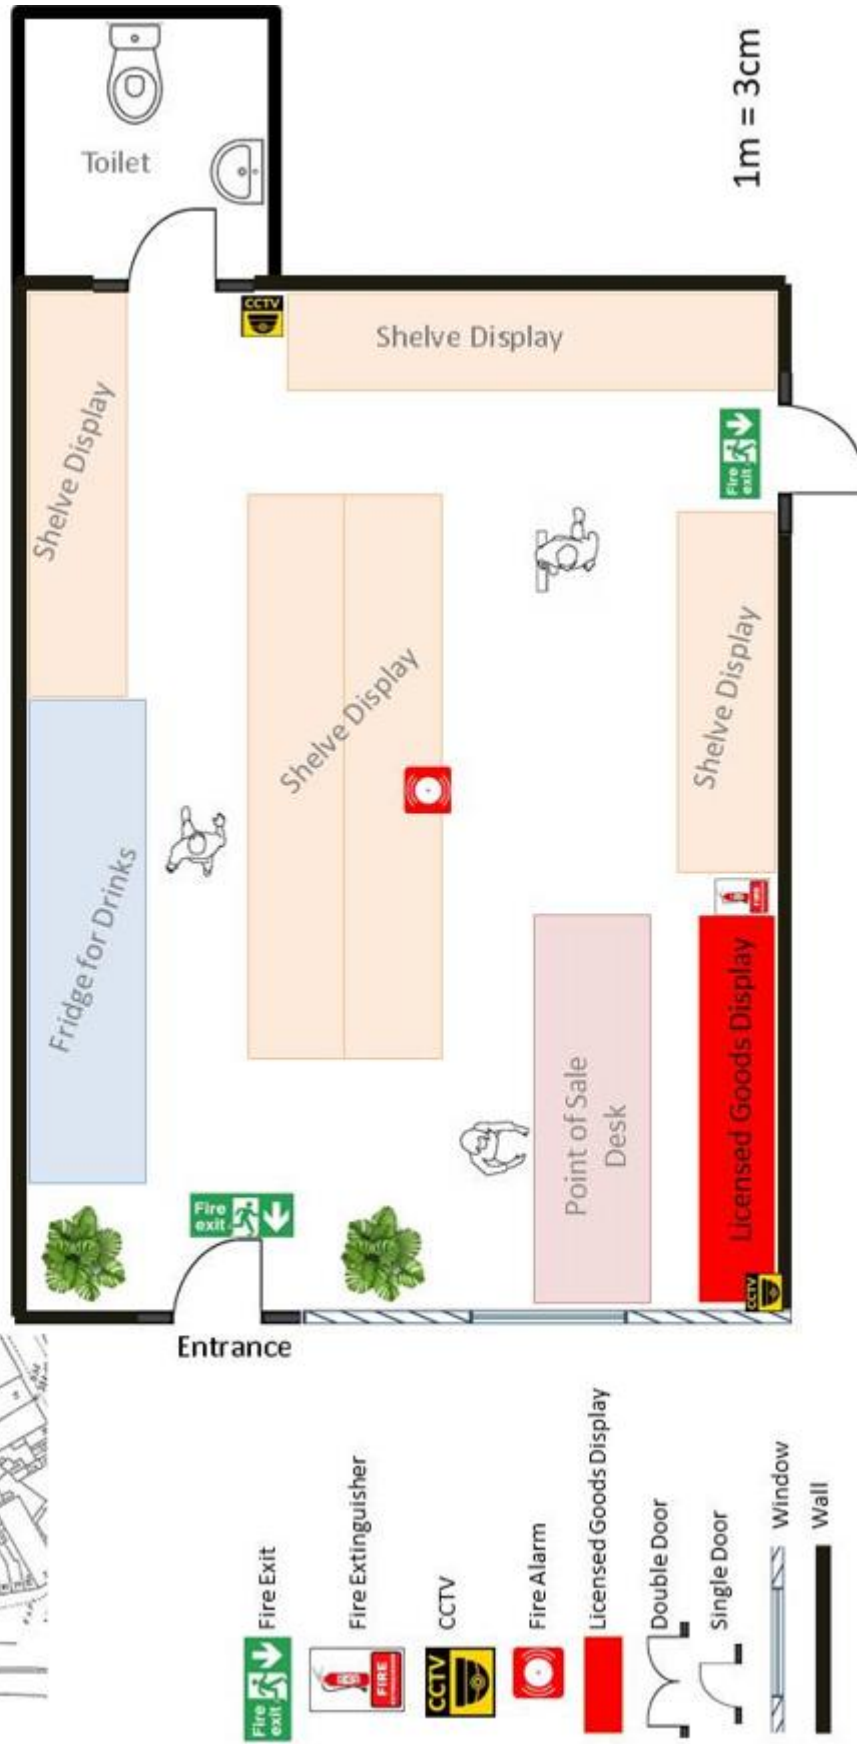 Toilet
1m = 3cm
CCTV
Shelve Display
Shelve Display
Fire
exit
Shelve Display
Shelve Display
Fridge for Drinks
FIRE
Point of Sale
Desk
Licensed Goods Display
Fire
exit
CCTV
Entrance
Fire
exit
Fire Exit
FIRE
Fire Extinguisher
CCTV
CCTV
Fire Alarm
Licensed Goods Display
Double Door
Single Door
Window
Wall